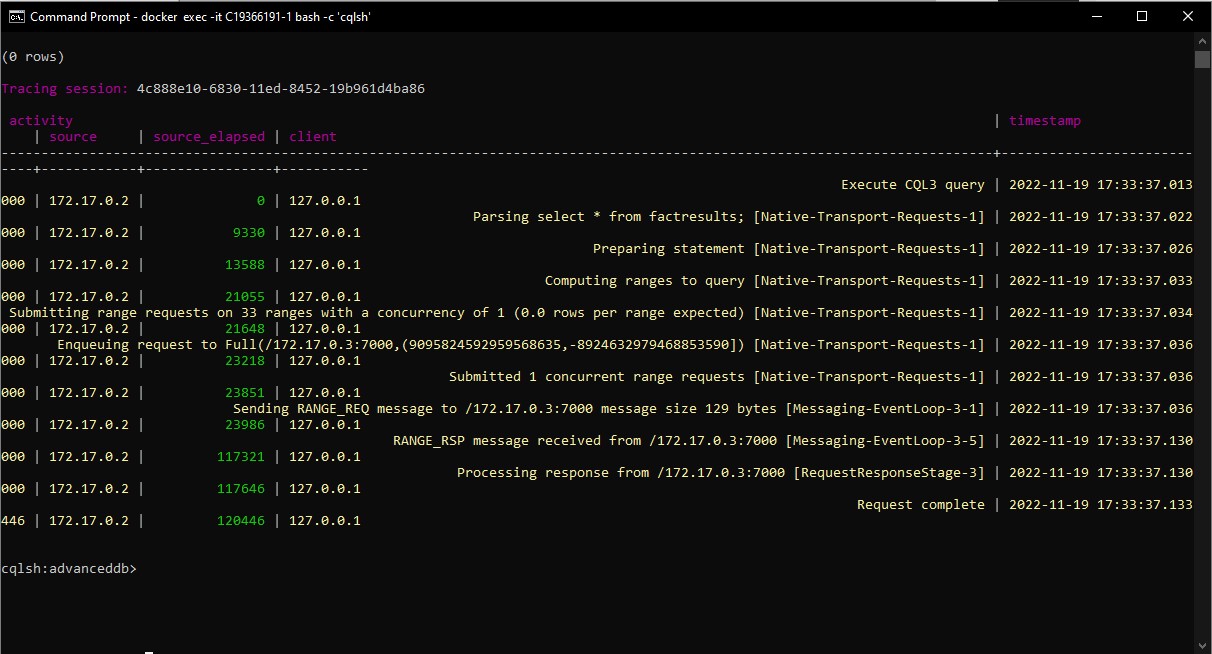 Command Prompt - docker exec -it C19366191-1 bash -c 'cqlsh'
(0 rows)
Tracing session: 4c888e10-6830-11ed-8452-19b961d4ba86
activity | timestamp
| source | source_elapsed | client
---------------------------------------------------------------------------------------------------------------------------+-------------------------
----+------------+----------------+-----------
Execute CQL3 query | 2022-11-19 17:33:37.013
000 | 172.17.0.2 | 0 | 127.0.0.1
Parsing select * from factresults; [Native-Transport-Requests-1] | 2022-11-19 17:33:37.022
000 | 172.17.0.2 | 9330 | 127.0.0.1
Preparing statement [Native-Transport-Requests-1] | 2022-11-19 17:33:37.026
000 | 172.17.0.2 | 13588 | 127.0.0.1
Computing ranges to query [Native-Transport-Requests-1] | 2022-11-19 17:33:37.033
000 | 172.17.0.2 | 21055 | 127.0.0.1
Submitting range requests on 33 ranges with a concurrency of 1 (0.0 rows per range expected) [Native-Transport-Requests-1] | 2022-11-19 17:33:37.034
000 | 172.17.0.2 | 21648 | 127.0.0.1
Enqueuing request to Full(/172.17.0.3:7000,(9095824592959568635,-8924632979468853590]) [Native-Transport-Requests-1] | 2022-11-19 17:33:37.036
000 | 172.17.0.2 | 23218 | 127.0.0.1
Submitted 1 concurrent range requests [Native-Transport-Requests-1] | 2022-11-19 17:33:37.036
000 | 172.17.0.2 | 23851 | 127.0.0.1
Sending RANGE_REQ message to /172.17.0.3:7000 message size 129 bytes [Messaging-EventLoop-3-1] | 2022-11-19 17:33:37.036
000 | 172.17.0.2 | 23986 | 127.0.0.1
RANGE_RSP message received from /172.17.0.3:7000 [Messaging-EventLoop-3-5] | 2022-11-19 17:33:37.130
000 | 172.17.0.2 | 117321 | 127.0.0.1
Processing response from /172.17.0.3:7000 [RequestResponseStage-3] | 2022-11-19 17:33:37.130
000 | 172.17.0.2 | 117646 | 127.0.0.1
Request complete | 2022-11-19 17:33:37.133
446 | 172.17.0.2 | 120446 | 127.0.0.1
cqlsh:advanceddb>